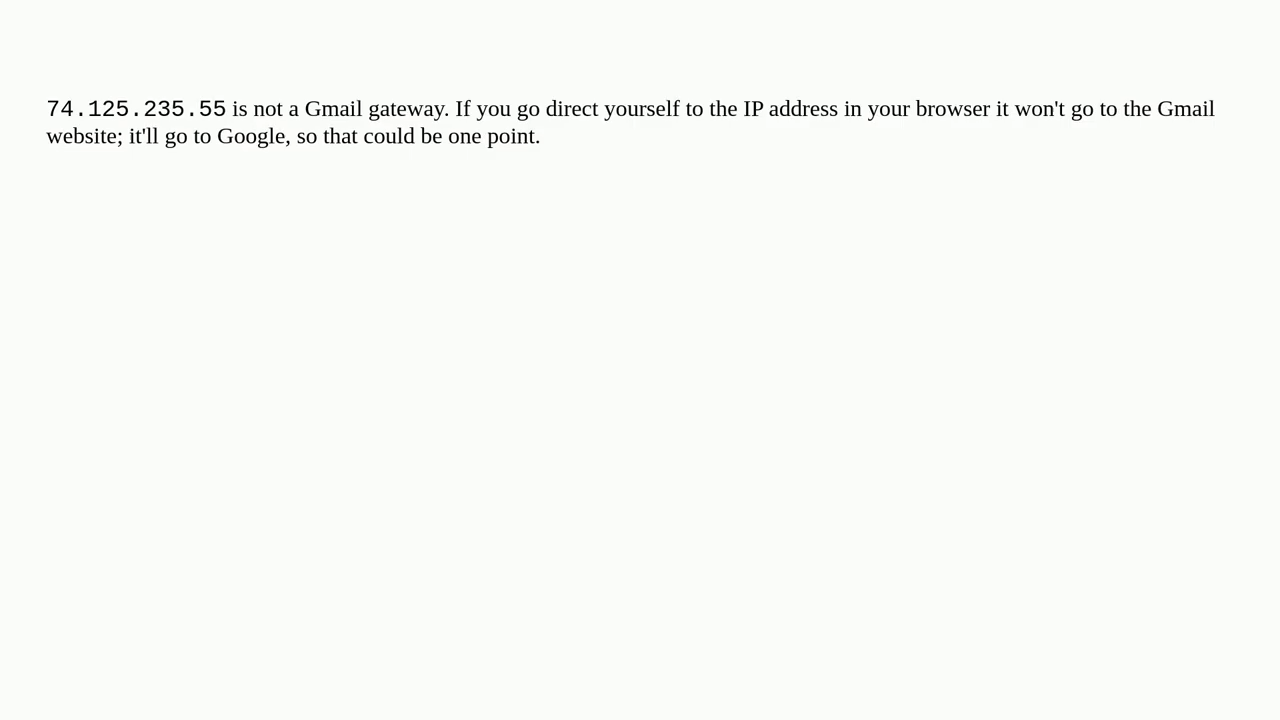 74.125.235.55 is not a Gmail gateway. If you go direct yourself to the IP address in your browser it won't go to the Gmail
website; it'll go to Google, so that could be one point.